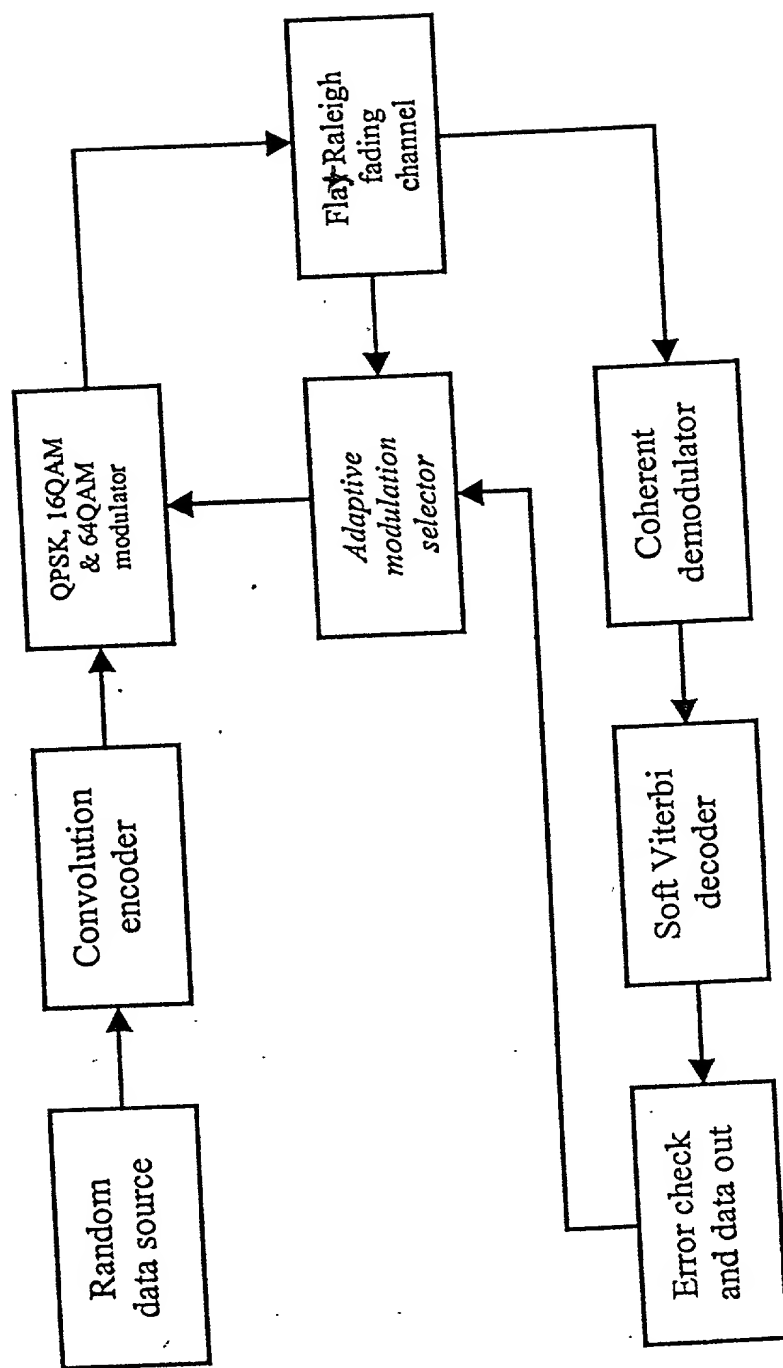 Random
data source
Convolution
encoder
QPSK, 16QAM
& 64QAM
modulator
Flay-Raleigh
fading
channel
Adaptive
modulation
selector
Error check
and data out
Soft Viterbi
decoder
Coherent
demodulator